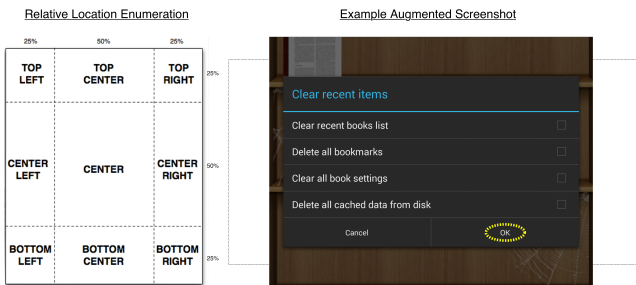 Relative Location Enumeration
25% 50% 25%
TOP LEFT
TOP CENTER
TOP RIGHT
25%
CENTER LEFT
CENTER
CENTER RIGHT
50%
BOTTOM LEFT
BOTTOM CENTER
BOTTOM RIGHT
25%
Example Augmented Screenshot
Clear recent items
Clear recent books list
Delete all bookmarks
Clear all book settings
Delete all cached data from disk
Cancel OK